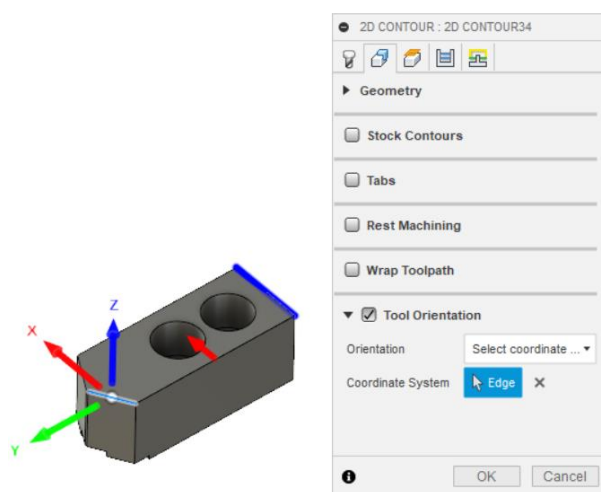 2D CONTOUR : 2D CONTOUR34
Geometry
Stock Contours
Tabs
Rest Machining
Wrap Toolpath
Tool Orientation
Orientation Select coordinate ...
Coordinate System Edge
OK Cancel
Z
X
Y